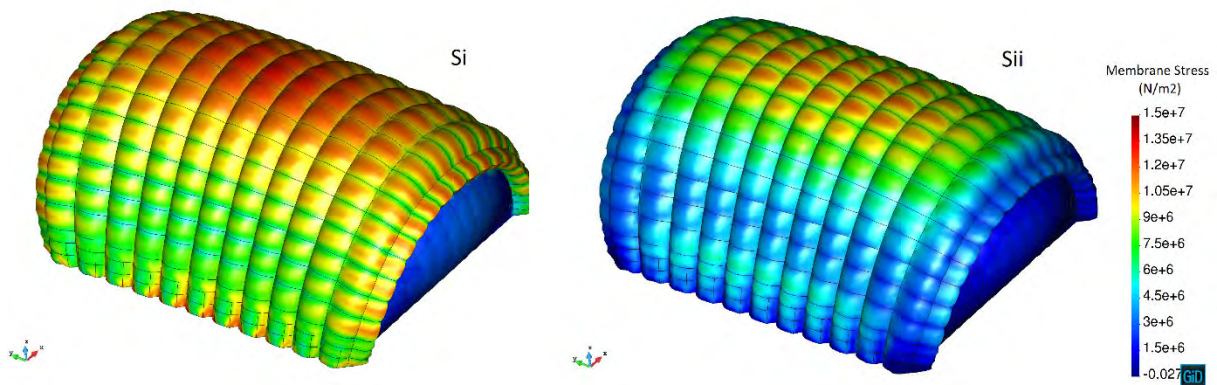 Si
Sii
Membrane Stress
(N/m2)
1.5e+7
1.35e+7
1.2e+7
1.05e+7
9e+6
7.5e+6
6e+6
4.5e+6
3e+6
1.5e+6
-0.027
GiD
z
y
x
z
y
x